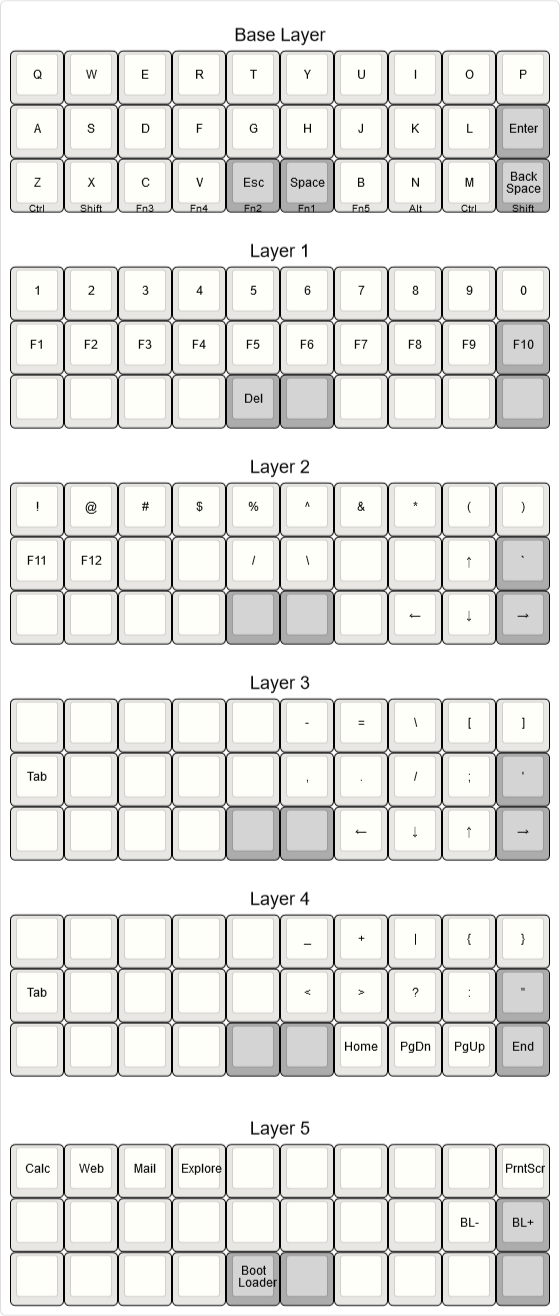 Base Layer
Q W E R T Y U I O P
A S D F G H J K L Enter
Z X C V Esc Space B N M Back Space
Ctrl Shift Fn3 Fn4 Fn2 Fn1 Fn5 Alt Ctrl Shift
Layer 1
1 2 3 4 5 6 7 8 9 0
F1 F2 F3 F4 F5 F6 F7 F8 F9 F10
Del
Layer 2
! @ # $ % ^ & * ( )
F11 F12 / \ ↑ `
← ↓ →
Layer 3
- = \ [ ]
Tab , . / ; '
← ↓ ↑ →
Layer 4
_ + | { }
Tab < > ? : "
Home PgDn PgUp End
Layer 5
Calc Web Mail Explore PrntScr
BL- BL+
Boot Loader